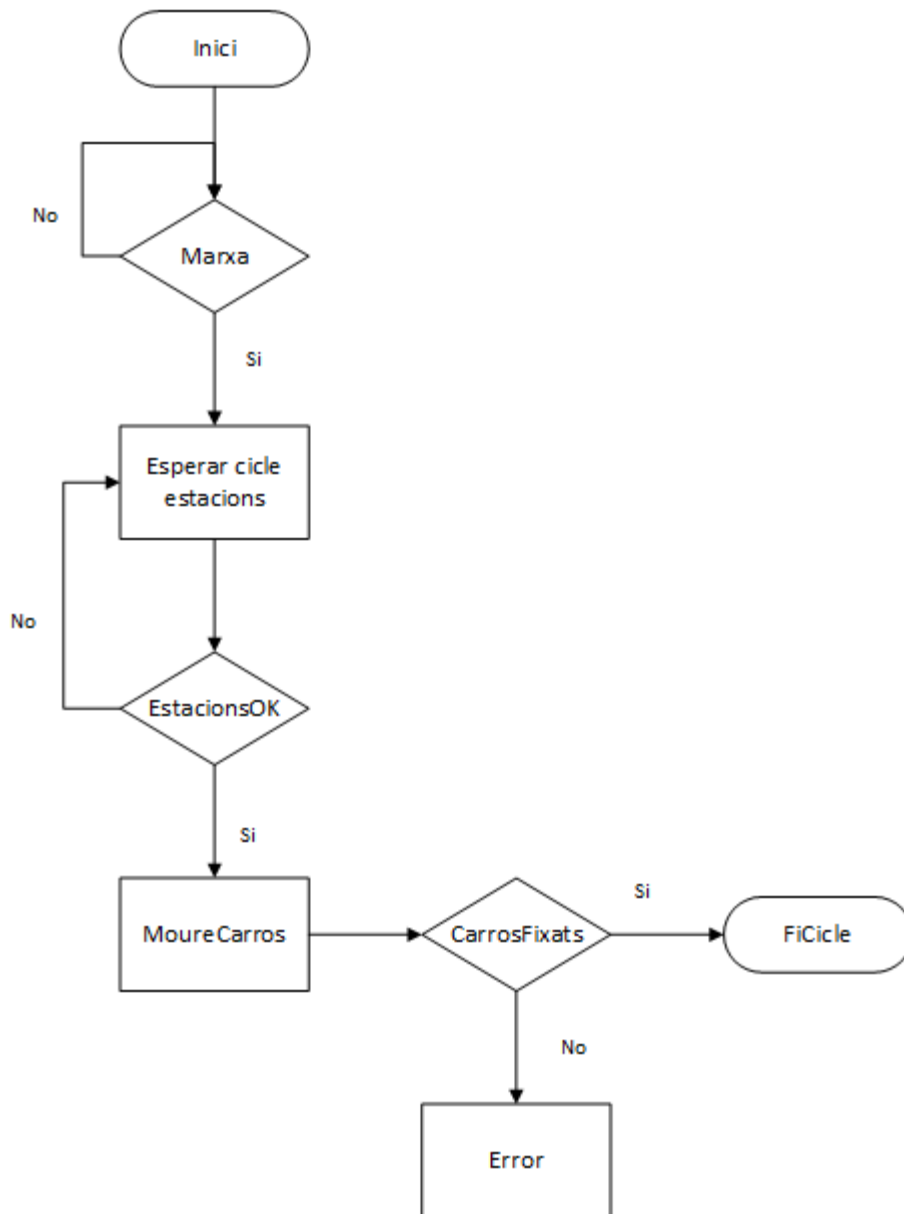 Inici
No
Marxa
Si
Esperar cicle
estacions
No
EstacionsOK
Si
MoureCarros
CarrosFixats
Si
FiCicle
No
Error